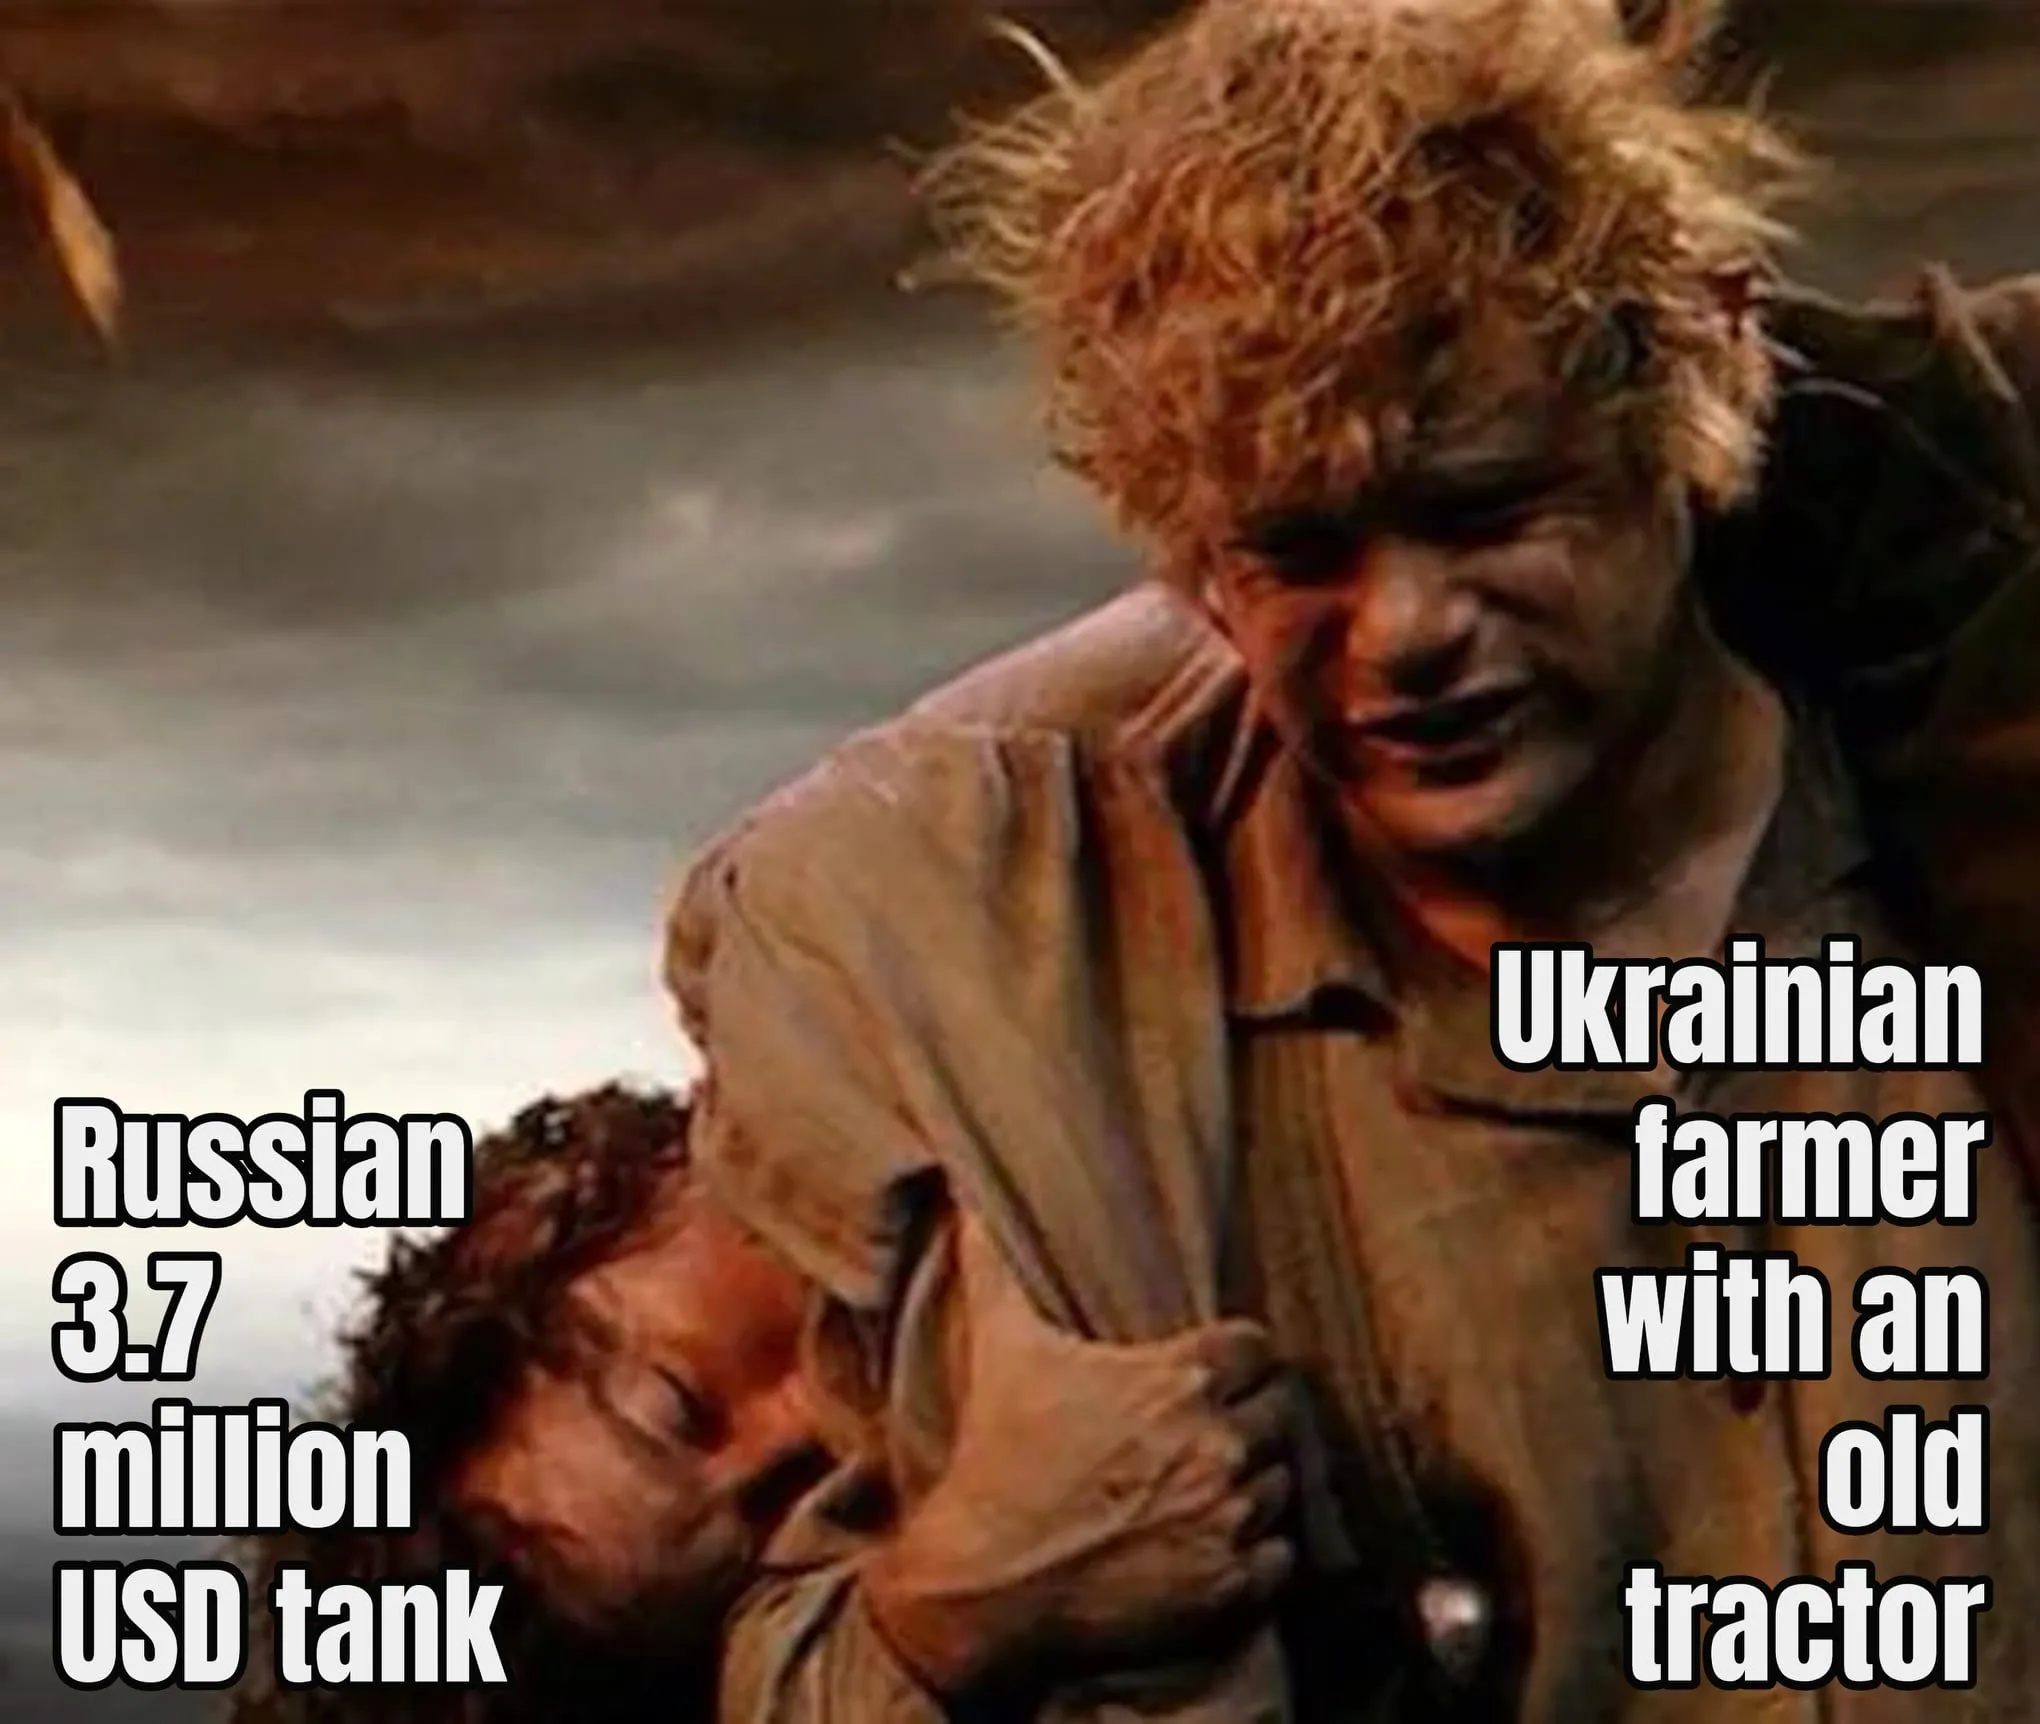 Russian
3.7
million
USD tank
Ukrainian
farmer
with an
old
tractor